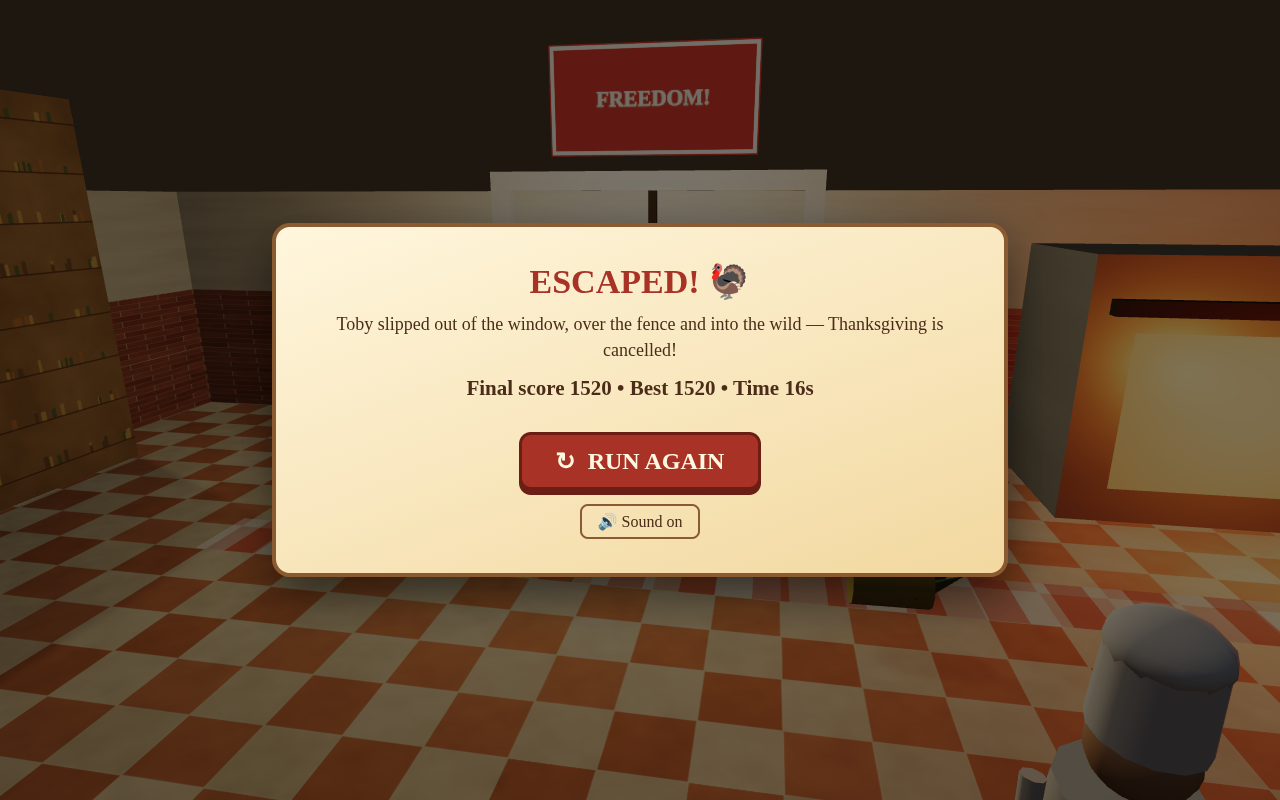 FREEDOM!
ESCAPED! 🦃
Toby slipped out of the window, over the fence and into the wild — Thanksgiving is
cancelled!
Final score 1520 • Best 1520 • Time 16s
↻ RUN AGAIN
🔊 Sound on